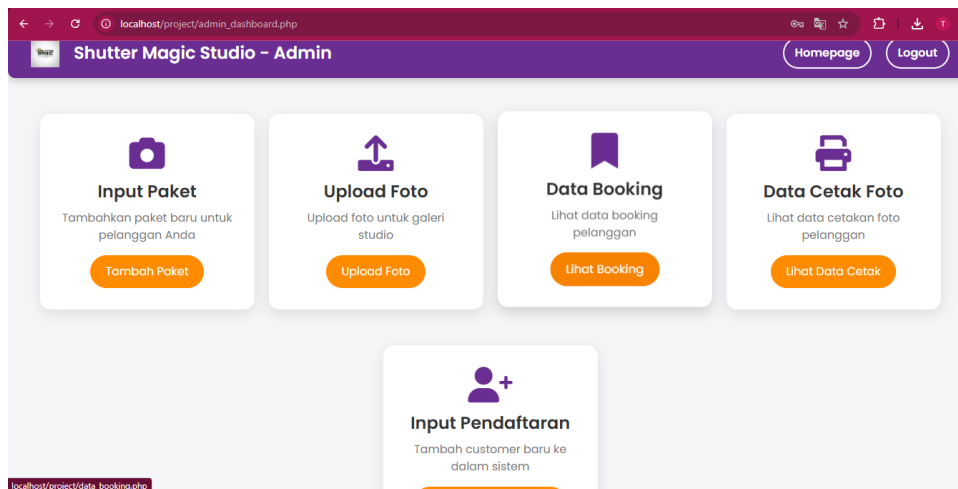 localhost/project/admin_dashboard.php
T
Shutter Magic Studio - Admin
Homepage
Logout
Input Paket
Tambahkan paket baru untuk
pelanggan Anda
Tambah Paket
Upload Foto
Upload foto untuk galeri
studio
Upload Foto
Data Booking
Lihat data booking
pelanggan
Lihat Booking
Data Cetak Foto
Lihat data cetakan foto
pelanggan
Lihat Data Cetak
Input Pendaftaran
Tambah customer baru ke
dalam sistem
localhost/project/data_booking.php